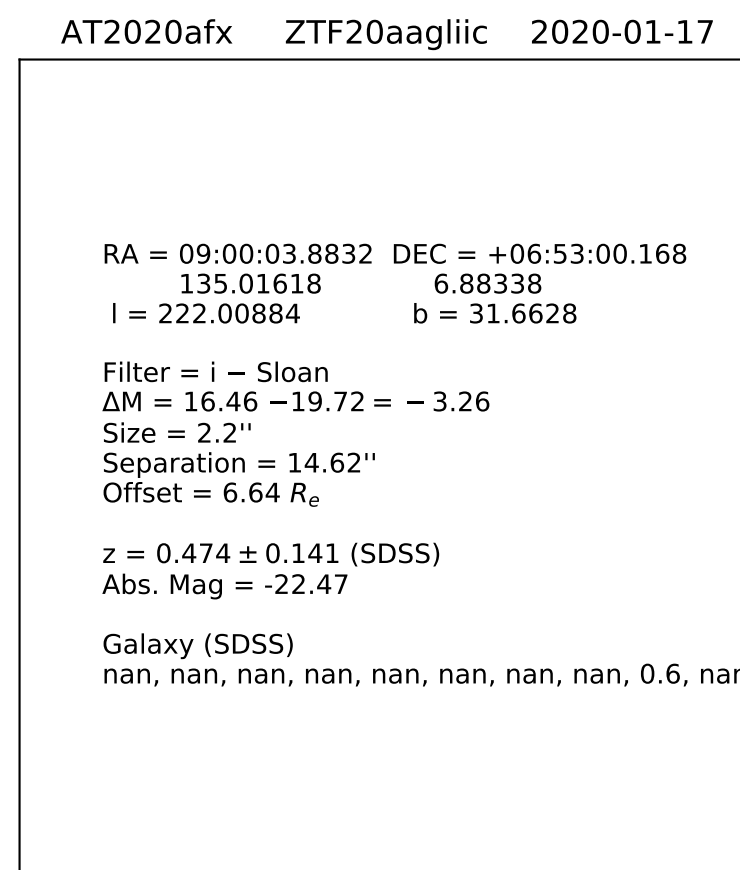 AT2020afx ZTF20aagliic 2020-01-17
RA = 09:00:03.8832 DEC = +06:53:00.168
135.01618 6.88338
l = 222.00884 b = 31.6628
Filter = i − Sloan
ΔM = 16.46 −19.72 = − 3.26
Size = 2.2''
Separation = 14.62''
Offset = 6.64 Rₑ
z = 0.474 ± 0.141 (SDSS)
Abs. Mag = -22.47
Galaxy (SDSS)
nan, nan, nan, nan, nan, nan, nan, nan, 0.6,